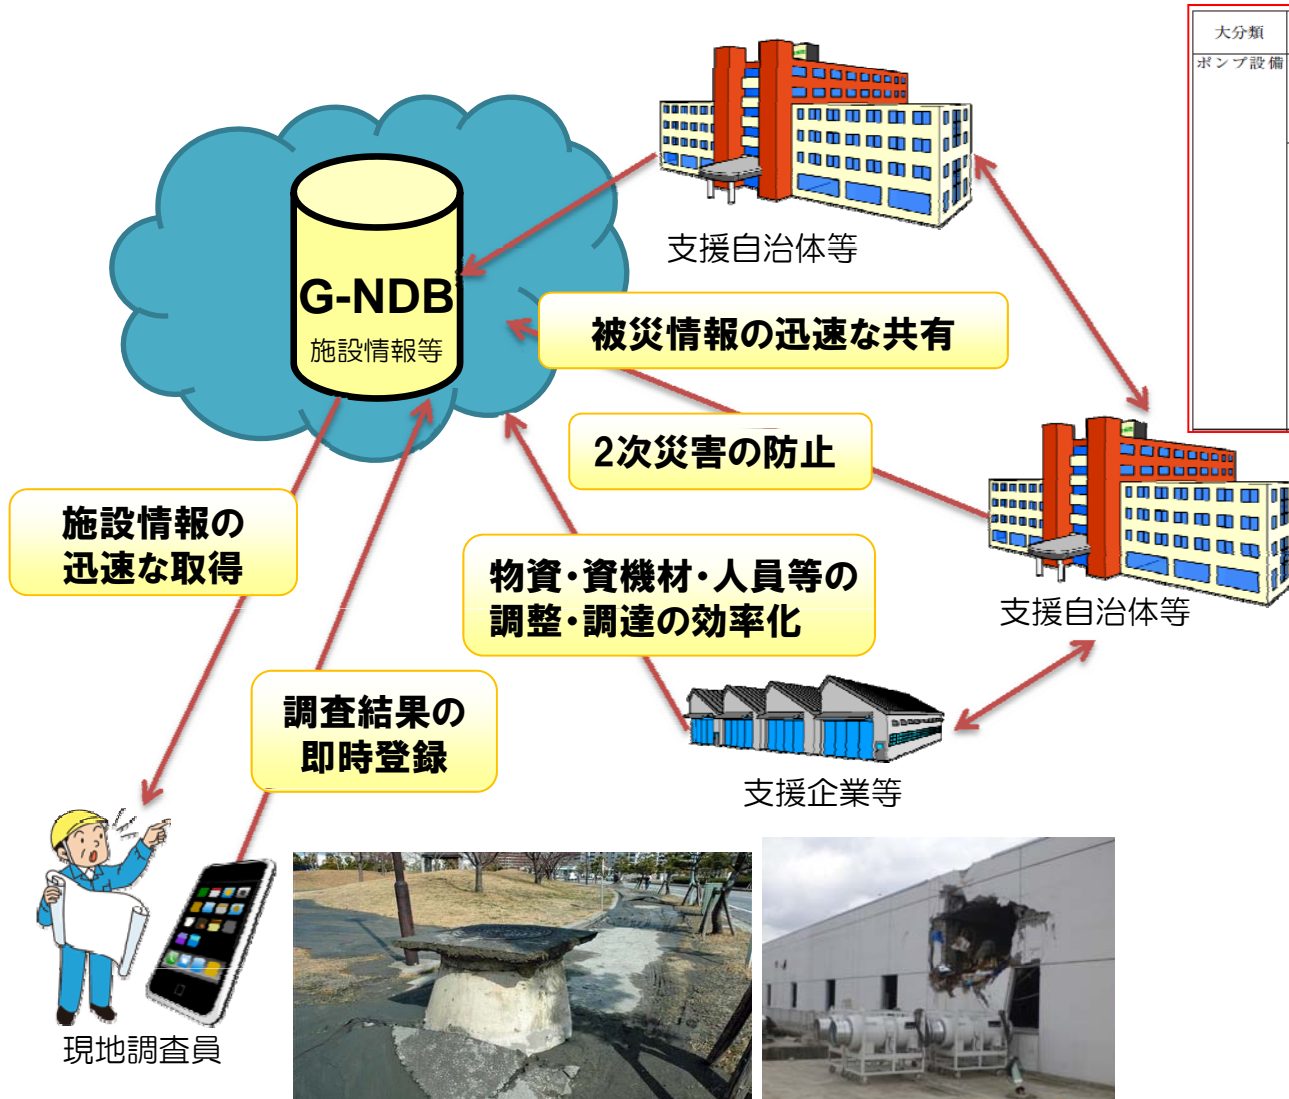 大分類
ポンプ設備
支援自治体等
G-NDB
施設情報等
被災情報の迅速な共有
2次災害の防止
施設情報の
迅速な取得
物資・資機材・人員等の
調整・調達の効率化
支援自治体等
調査結果の
即時登録
支援企業等
現地調査員